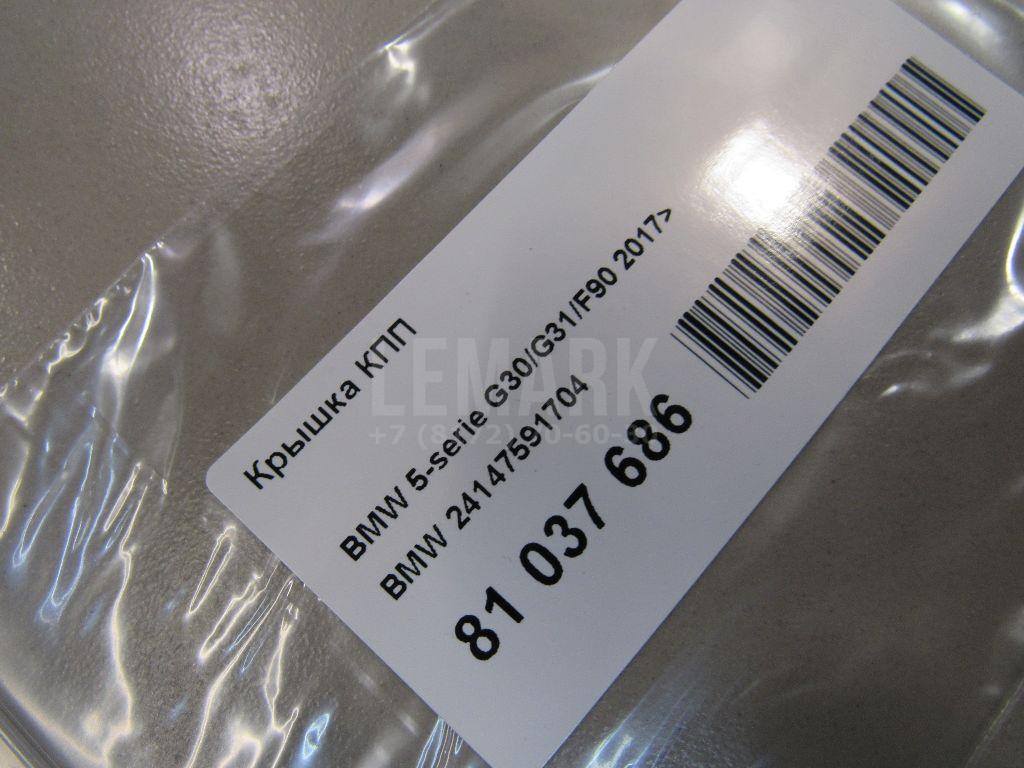 Крышка КПП
BMW 5-serie G30/G31/F90 2017>
BMW 24147591704
81 037 686
LEMARK